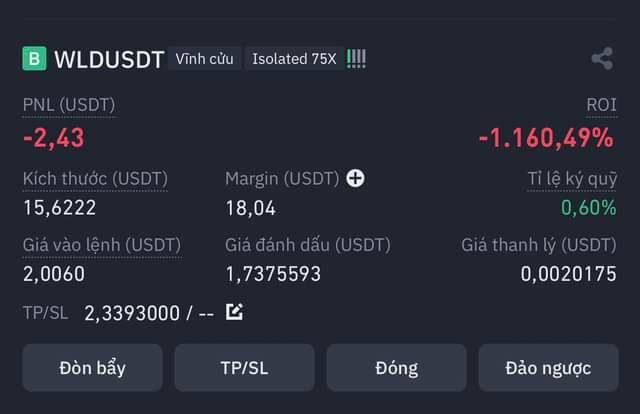 B WLDUSDT Vĩnh cửu Isolated 75X !!!!
PNL (USDT) ROI
-2,43 -1.160,49%
Kích thước (USDT) Margin (USDT) Tỉ lệ ký quỹ
15,6222 18,04 0,60%
Giá vào lệnh (USDT) Giá đánh dấu (USDT) Giá thanh lý (USDT)
2,0060 1,7375593 0,0020175
TP/SL 2,3393000 / --
Đòn bẩy TP/SL Đóng Đảo ngược